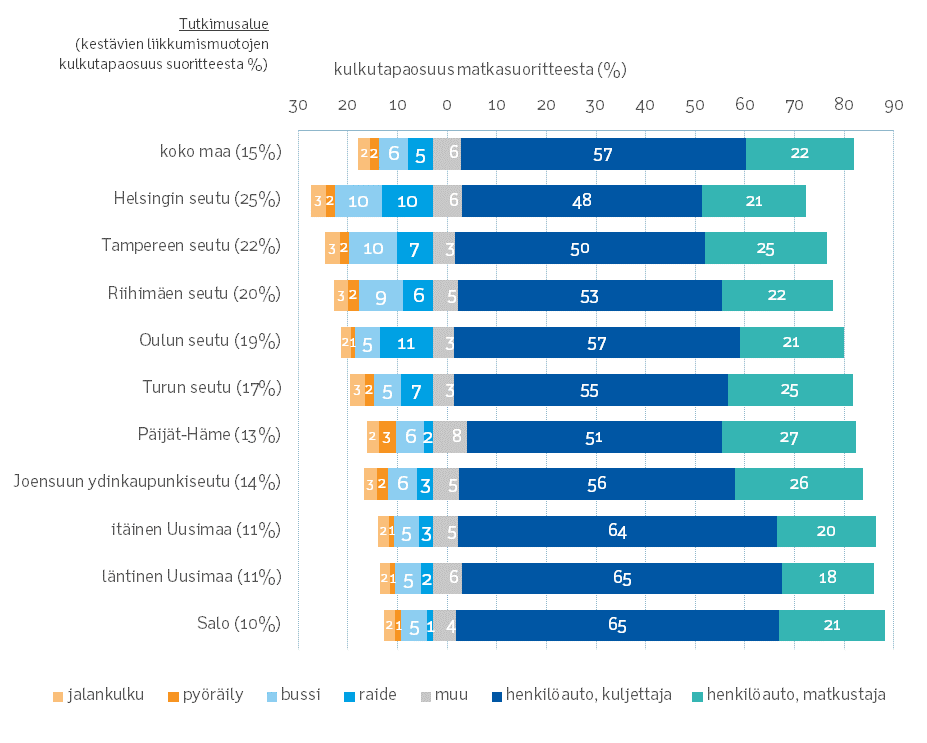 Tutkimusalue
(kestävien liikkumismuotojen
kulkutapaosuus suoritteesta %)
kulkutapaosuus matkasuoritteesta (%)
30 20 10 0 10 20 30 40 50 60 70 80 90
koko maa (15%) 2 2 6 5 6 57 22
Helsingin seutu (25%) 3 2 10 10 6 48 21
Tampereen seutu (22%) 3 2 10 7 3 50 25
Riihimäen seutu (20%) 3 2 9 6 5 53 22
Oulun seutu (19%) 2 1 5 11 3 57 21
Turun seutu (17%) 3 2 5 7 3 55 25
Päijät-Häme (13%) 2 3 6 2 8 51 27
Joensuun ydinkaupunkiseutu (14%) 3 2 6 3 5 56 26
itäinen Uusimaa (11%) 2 1 5 3 5 64 20
läntinen Uusimaa (11%) 2 1 5 2 6 65 18
Salo (10%) 2 1 5 1 4 65 21
jalankulku pyöräily bussi raide muu henkilöauto, kuljettaja henkilöauto, matkustaja